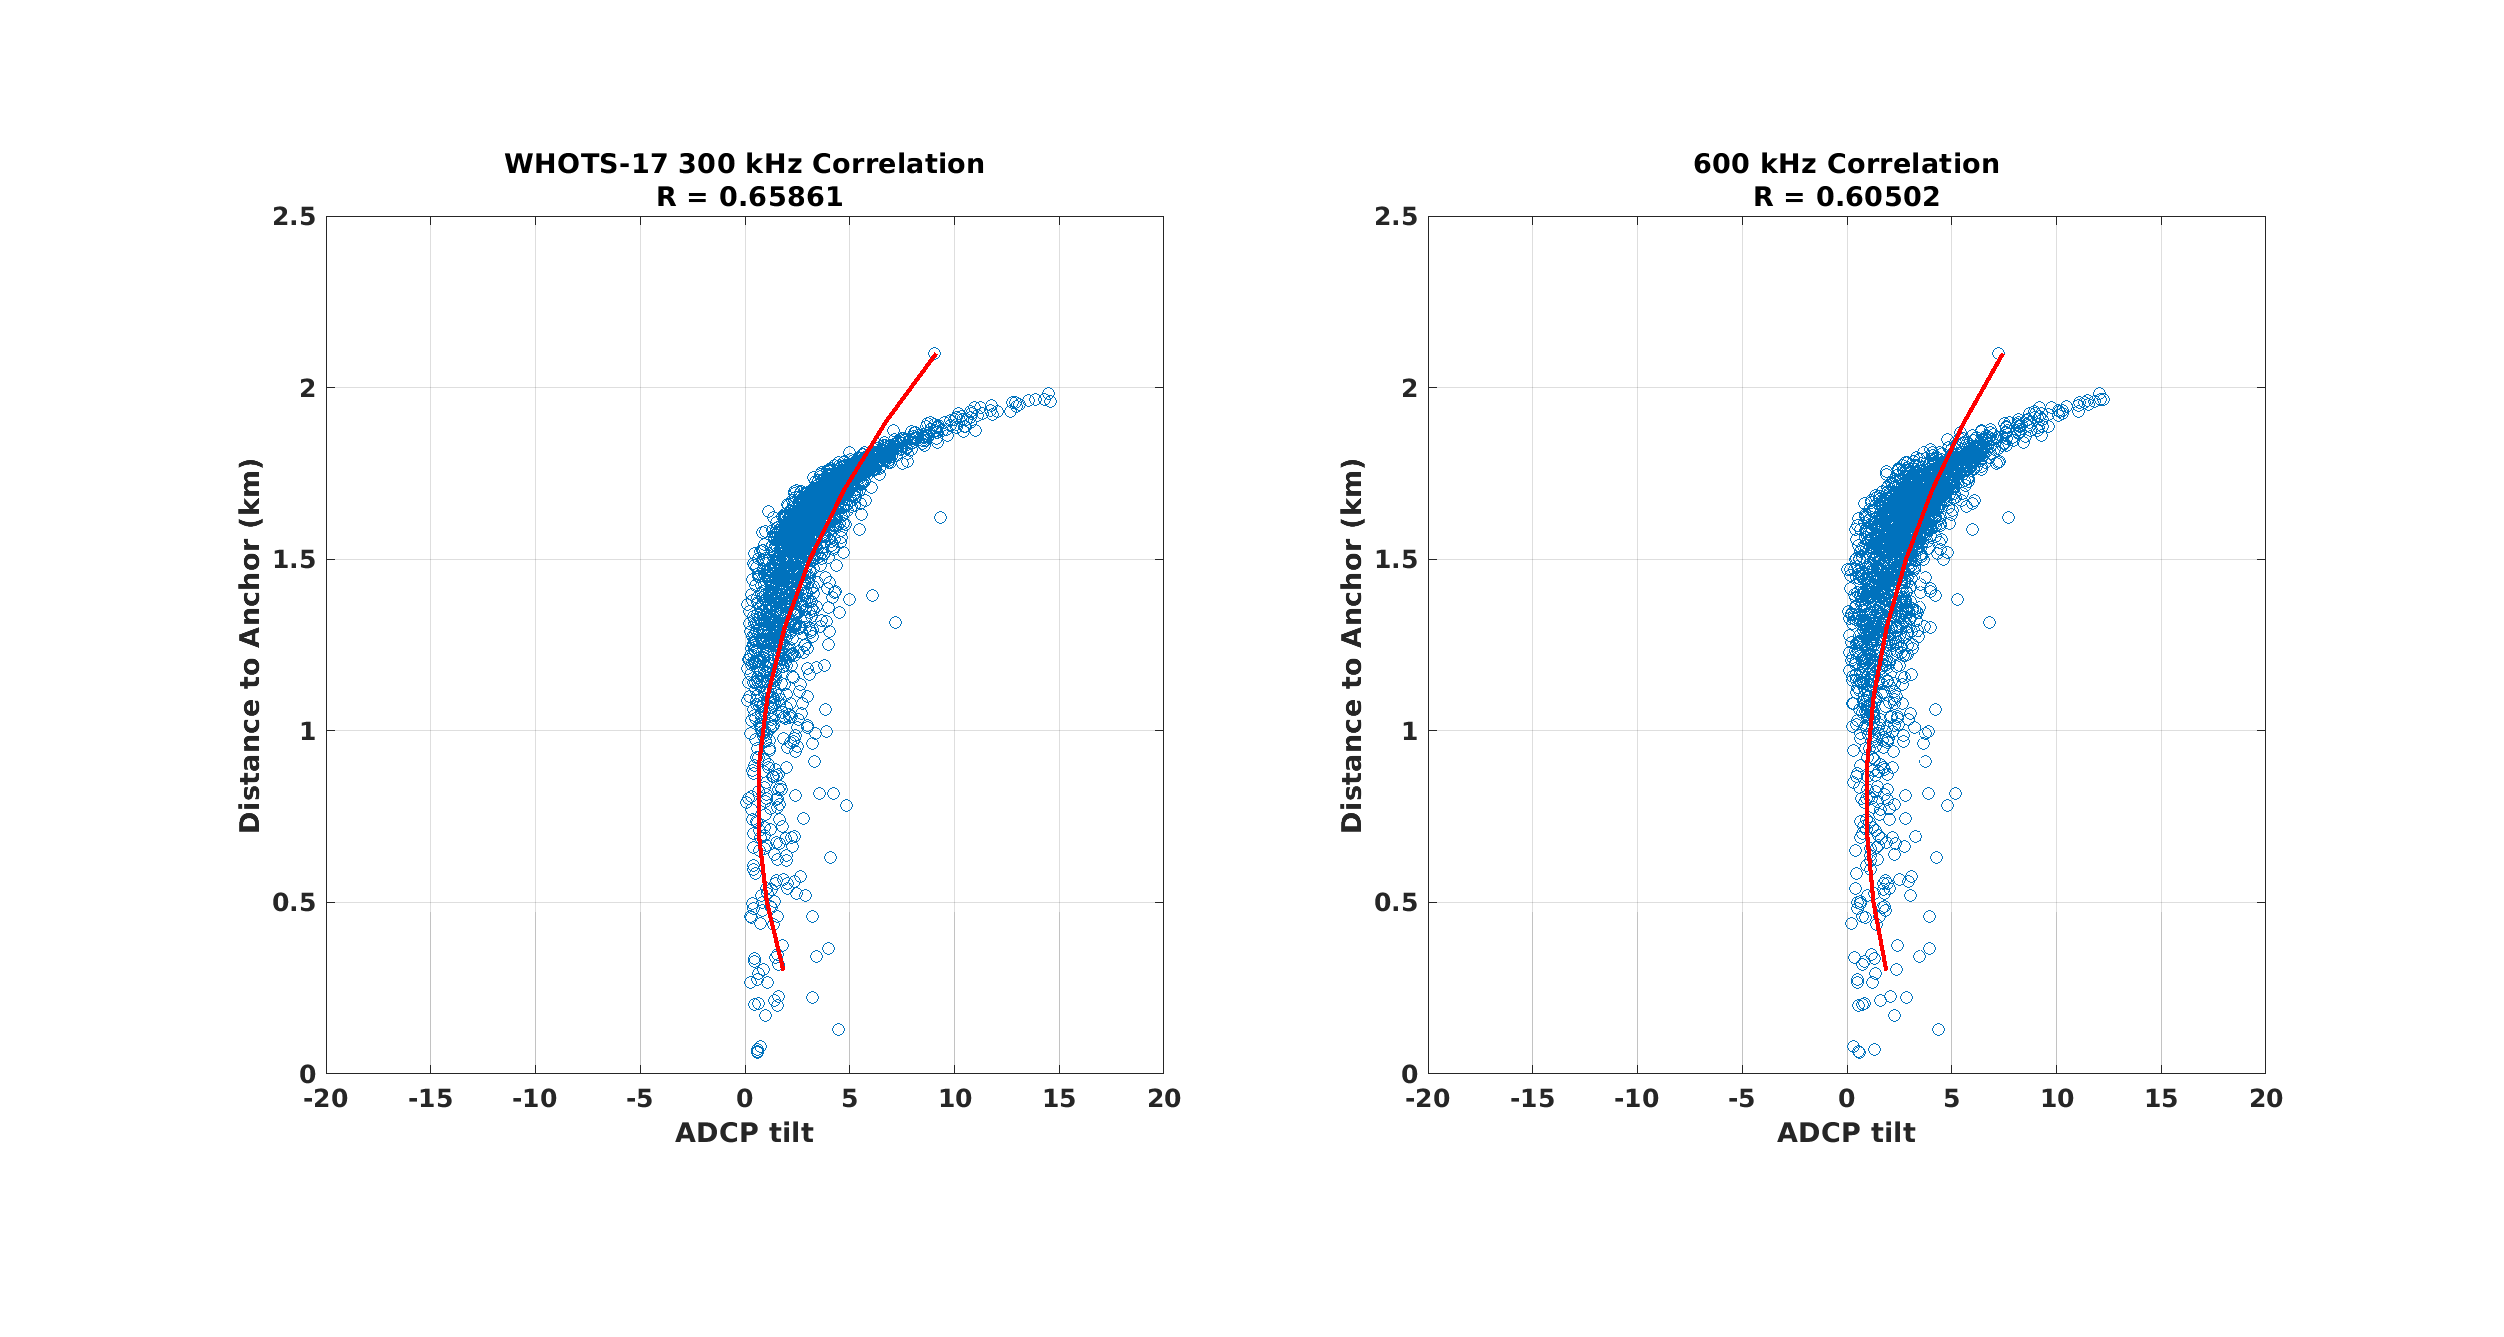 WHOTS-17 300 kHz Correlation
R = 0.65861
2.5
2
1.5
1
0.5
0
-20 -15 -10 -5 0 5 10 15 20
Distance to Anchor (km)
ADCP tilt
600 kHz Correlation
R = 0.60502
2.5
2
1.5
1
0.5
0
-20 -15 -10 -5 0 5 10 15 20
Distance to Anchor (km)
ADCP tilt